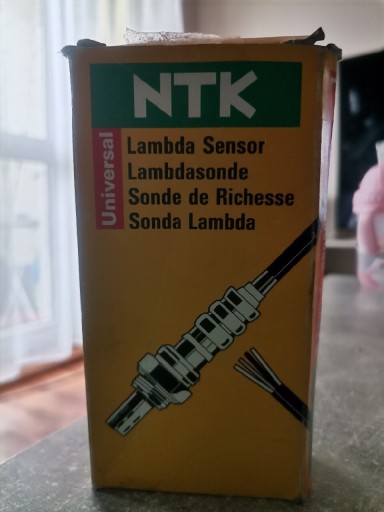 NTK
Universal
Lambda Sensor
Lambdasonde
Sonde de Richesse
Sonda Lambda